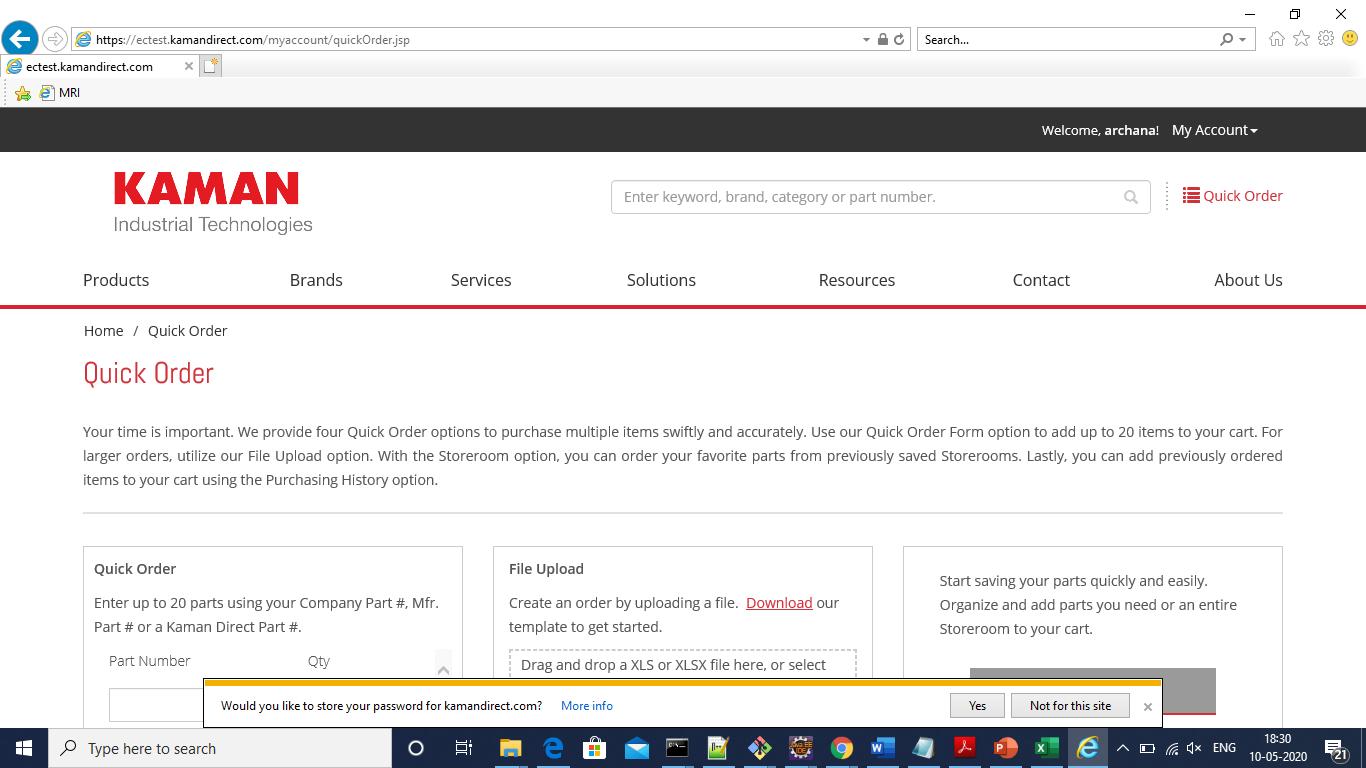 https://ectest.kamandirect.com/myaccount/quickOrder.jsp
Search...
ectest.kamandirect.com
MRI
Welcome, archana! My Account
KAMAN
Industrial Technologies
Enter keyword, brand, category or part number.
Quick Order
Products Brands Services Solutions Resources Contact About Us
Home / Quick Order
Quick Order
Your time is important. We provide four Quick Order options to purchase multiple items swiftly and accurately. Use our Quick Order Form option to add up to 20 items to your cart. For
larger orders, utilize our File Upload option. With the Storeroom option, you can order your favorite parts from previously saved Storerooms. Lastly, you can add previously ordered
items to your cart using the Purchasing History option.
Quick Order
Enter up to 20 parts using your Company Part #, Mfr.
Part # or a Kaman Direct Part #.
Part Number Qty
File Upload
Create an order by uploading a file. Download our
template to get started.
Drag and drop a XLS or XLSX file here, or select
Start saving your parts quickly and easily.
Organize and add parts you need or an entire
Storeroom to your cart.
Would you like to store your password for kamandirect.com? More info Yes Not for this site
Type here to search
ENG
18:30
10-05-2020
21